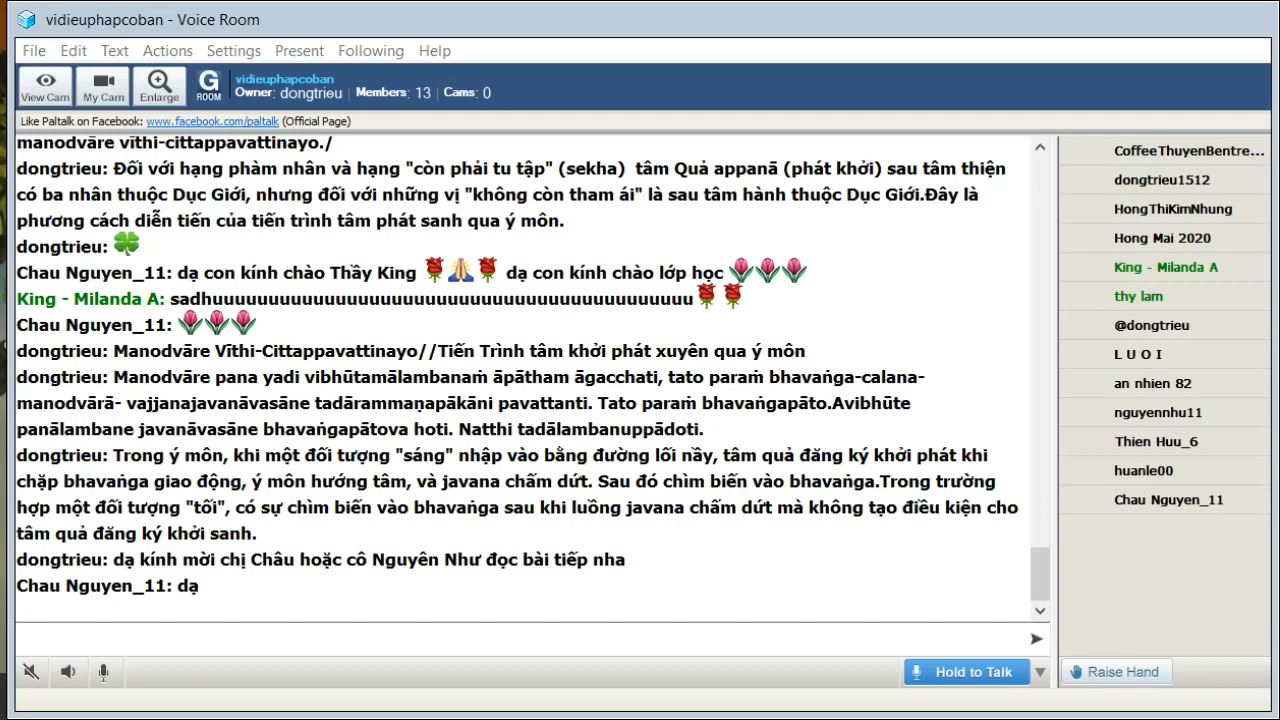 vidieuphapcoban - Voice Room
File Edit Text Actions Settings Present Following Help
View Cam My Cam Enlarge G ROOM
vidieuphapcoban
Owner: dongtrieu | Members: 13 | Cams: 0
Like Paltalk on Facebook: www.facebook.com/paltalk (Official Page)
manodvāre vīthi-cittappavattinayo./
dongtrieu: Đối với hạng phàm nhân và hạng "còn phải tu tập" (sekha) tâm Quả appanā (phát khởi) sau tâm thiện
có ba nhân thuộc Dục Giới, nhưng đối với những vị "không còn tham ái" là sau tâm hành thuộc Dục Giới.Đây là
phương cách diễn tiến của tiến trình tâm phát sanh qua ý môn.
dongtrieu: 🍀
Chau Nguyen_11: dạ con kính chào Thầy King 🌹🙏🌹 dạ con kính chào lớp học 🌷🌷🌷
King - Milanda A: sadhuuuuuuuuuuuuuuuuuuuuuuuuuuuuuuuuuuuuuuuu🌹🌹
Chau Nguyen_11: 🌷🌷🌷
dongtrieu: Manodvāre Vīthi-Cittappavattinayo//Tiến Trình tâm khởi phát xuyên qua ý môn
dongtrieu: Manodvāre pana yadi vibhūtamālambanaṁ āpātham āgacchati, tato paraṁ bhavaṅga-calana-
manodvārā- vajjanajavanāvasāne tadārammaṇapākāni pavattanti. Tato paraṁ bhavaṅgapāto.Avibhūte
panālambane javanāvasāne bhavaṅgapātova hoti. Natthi tadālambanuppādoti.
dongtrieu: Trong ý môn, khi một đối tượng "sáng" nhập vào bằng đường lối nầy, tâm quả đăng ký khởi phát khi
chặp bhavaṅga giao động, ý môn hướng tâm, và javana chấm dứt. Sau đó chìm biến vào bhavaṅga.Trong trường
hợp một đối tượng "tối", có sự chìm biến vào bhavaṅga sau khi luồng javana chấm dứt mà không tạo điều kiện cho
tâm quả đăng ký khởi sanh.
dongtrieu: dạ kính mời chị Châu hoặc cô Nguyên Như đọc bài tiếp nha
Chau Nguyen_11: dạ
Hold to Talk
CoffeeThuyenBentre...
dongtrieu1512
HongThiKimNhung
Hong Mai 2020
King - Milanda A
thy lam
@dongtrieu
L U O I
an nhien 82
nguyennhu11
Thien Huu_6
huanle00
Chau Nguyen_11
Raise Hand